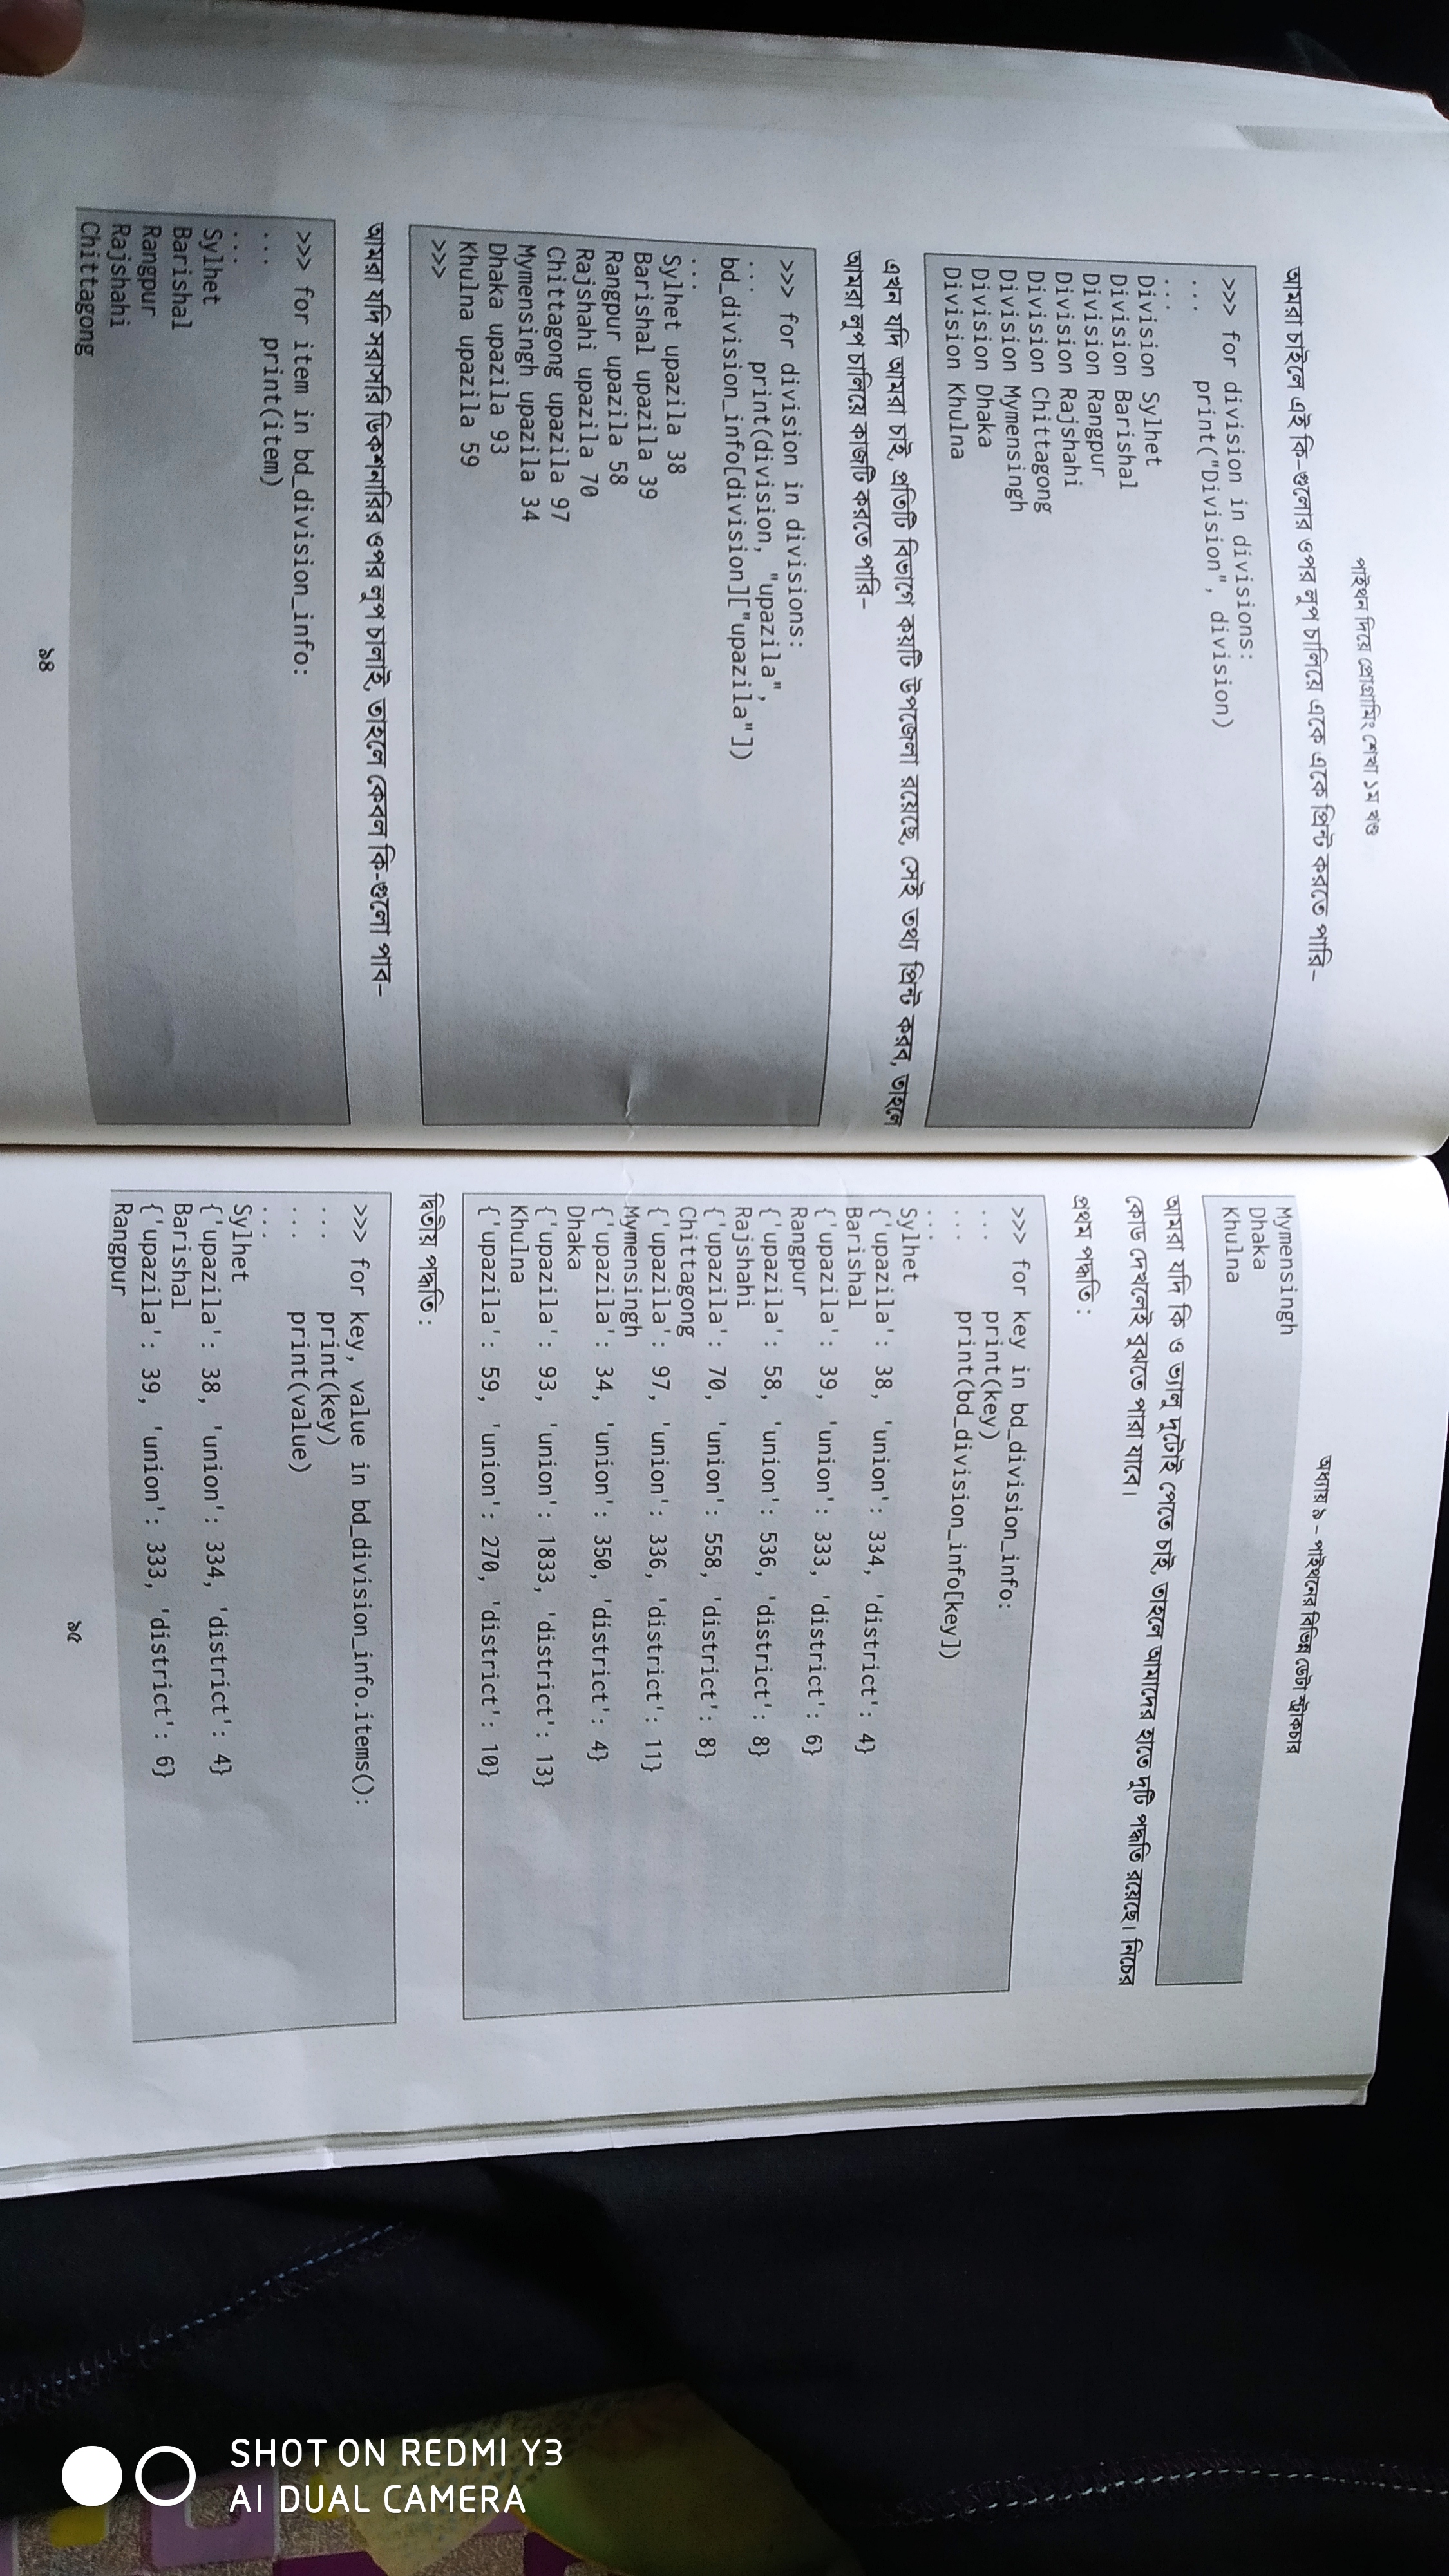 পাইথন দিয়ে প্রোগ্রামিং শেখা ১ম খণ্ড
আমরা চাইলে এই কি-গুলোর ওপর লুপ চালিয়ে একে একে প্রিন্ট করতে পারি–
>>> for division in divisions:
...     print("Division", division)
...
Division Sylhet
Division Barishal
Division Rangpur
Division Rajshahi
Division Chittagong
Division Mymensingh
Division Dhaka
Division Khulna
এখন যদি আমরা চাই, প্রতিটি বিভাগে কয়টি উপজেলা রয়েছে, সেই তথ্য প্রিন্ট করব, তাহলে
আমরা লুপ চালিয়ে কাজটি করতে পারি–
>>> for division in divisions:
...     print(division, "upazila",
bd_division_info[division]["upazila"])
...
Sylhet upazila 38
Barishal upazila 39
Rangpur upazila 58
Rajshahi upazila 70
Chittagong upazila 97
Mymensingh upazila 34
Dhaka upazila 93
Khulna upazila 59
>>>
আমরা যদি সরাসরি ডিকশনারির ওপর লুপ চালাই, তাহলে কেবল কি-গুলো পাব–
>>> for item in bd_division_info:
...     print(item)
...
Sylhet
Barishal
Rangpur
Rajshahi
Chittagong
৯৪
অধ্যায় ৯ - পাইথনের বিভিন্ন ডেটা স্ট্রাকচার
Mymensingh
Dhaka
Khulna
আমরা যদি কি ও ভ্যালু দুটোই পেতে চাই, তাহলে আমাদের হাতে দুটি পদ্ধতি রয়েছে। নিচের
কোড দেখলেই বুঝতে পারা যাবে।
প্রথম পদ্ধতি :
>>> for key in bd_division_info:
...     print(key)
...     print(bd_division_info[key])
...
Sylhet
{'upazila': 38, 'union': 334, 'district': 4}
Barishal
{'upazila': 39, 'union': 333, 'district': 6}
Rangpur
{'upazila': 58, 'union': 536, 'district': 8}
Rajshahi
{'upazila': 70, 'union': 558, 'district': 8}
Chittagong
{'upazila': 97, 'union': 336, 'district': 11}
Mymensingh
{'upazila': 34, 'union': 350, 'district': 4}
Dhaka
{'upazila': 93, 'union': 1833, 'district': 13}
Khulna
{'upazila': 59, 'union': 270, 'district': 10}
দ্বিতীয় পদ্ধতি :
>>> for key, value in bd_division_info.items():
...     print(key)
...     print(value)
...
Sylhet
{'upazila': 38, 'union': 334, 'district': 4}
Barishal
{'upazila': 39, 'union': 333, 'district': 6}
Rangpur
৯৫
SHOT ON REDMI Y3
AI DUAL CAMERA